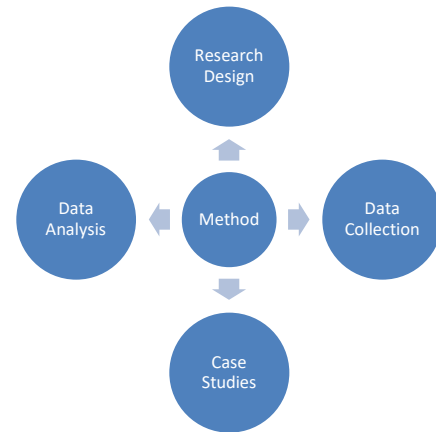 Research
Design
Data
Analysis
Method
Data
Collection
Case
Studies